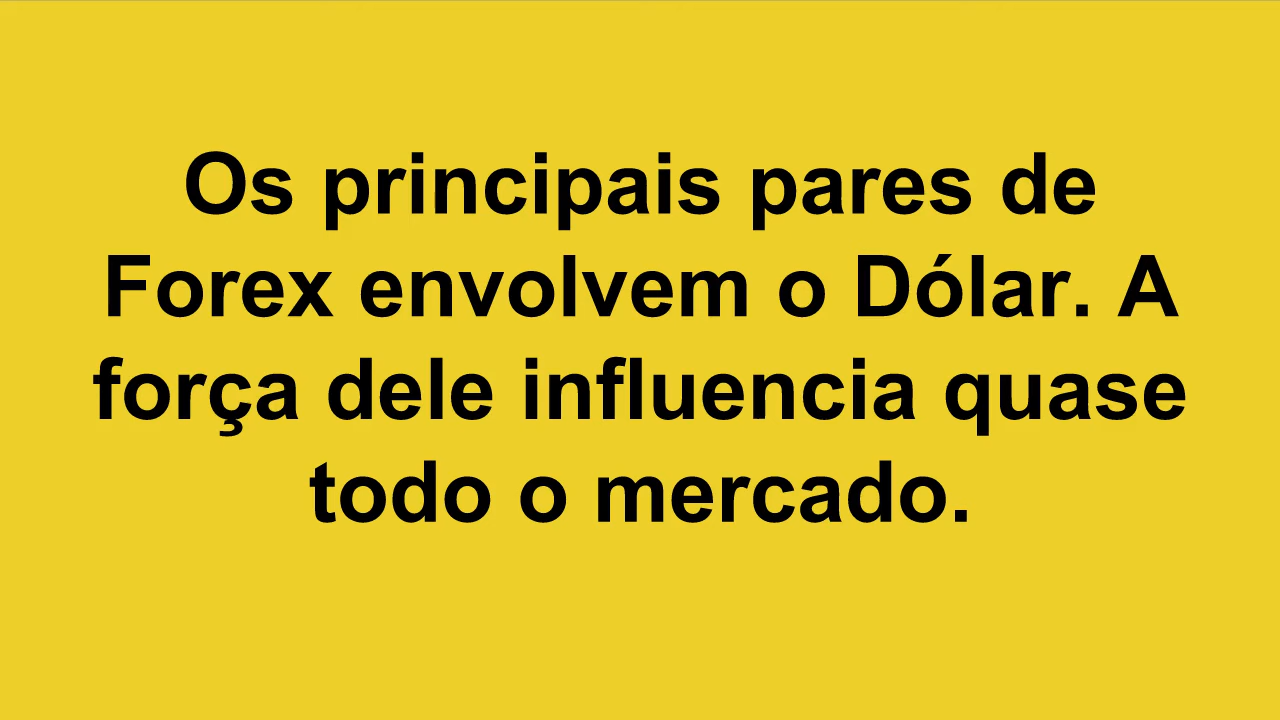 Os principais pares de
Forex envolvem o Dólar. A
força dele influencia quase
todo o mercado.